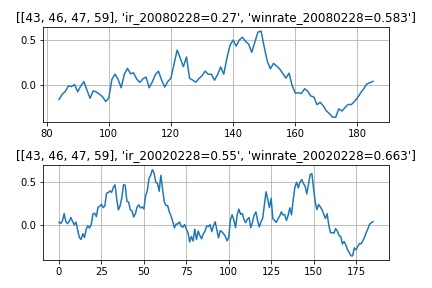 [[43, 46, 47, 59], 'ir_20080228=0.27', 'winrate_20080228=0.583']
0.5
0.0
80 100 120 140 160 180
[[43, 46, 47, 59], 'ir_20020228=0.55', 'winrate_20020228=0.663']
0.5
0.0
0 25 50 75 100 125 150 175